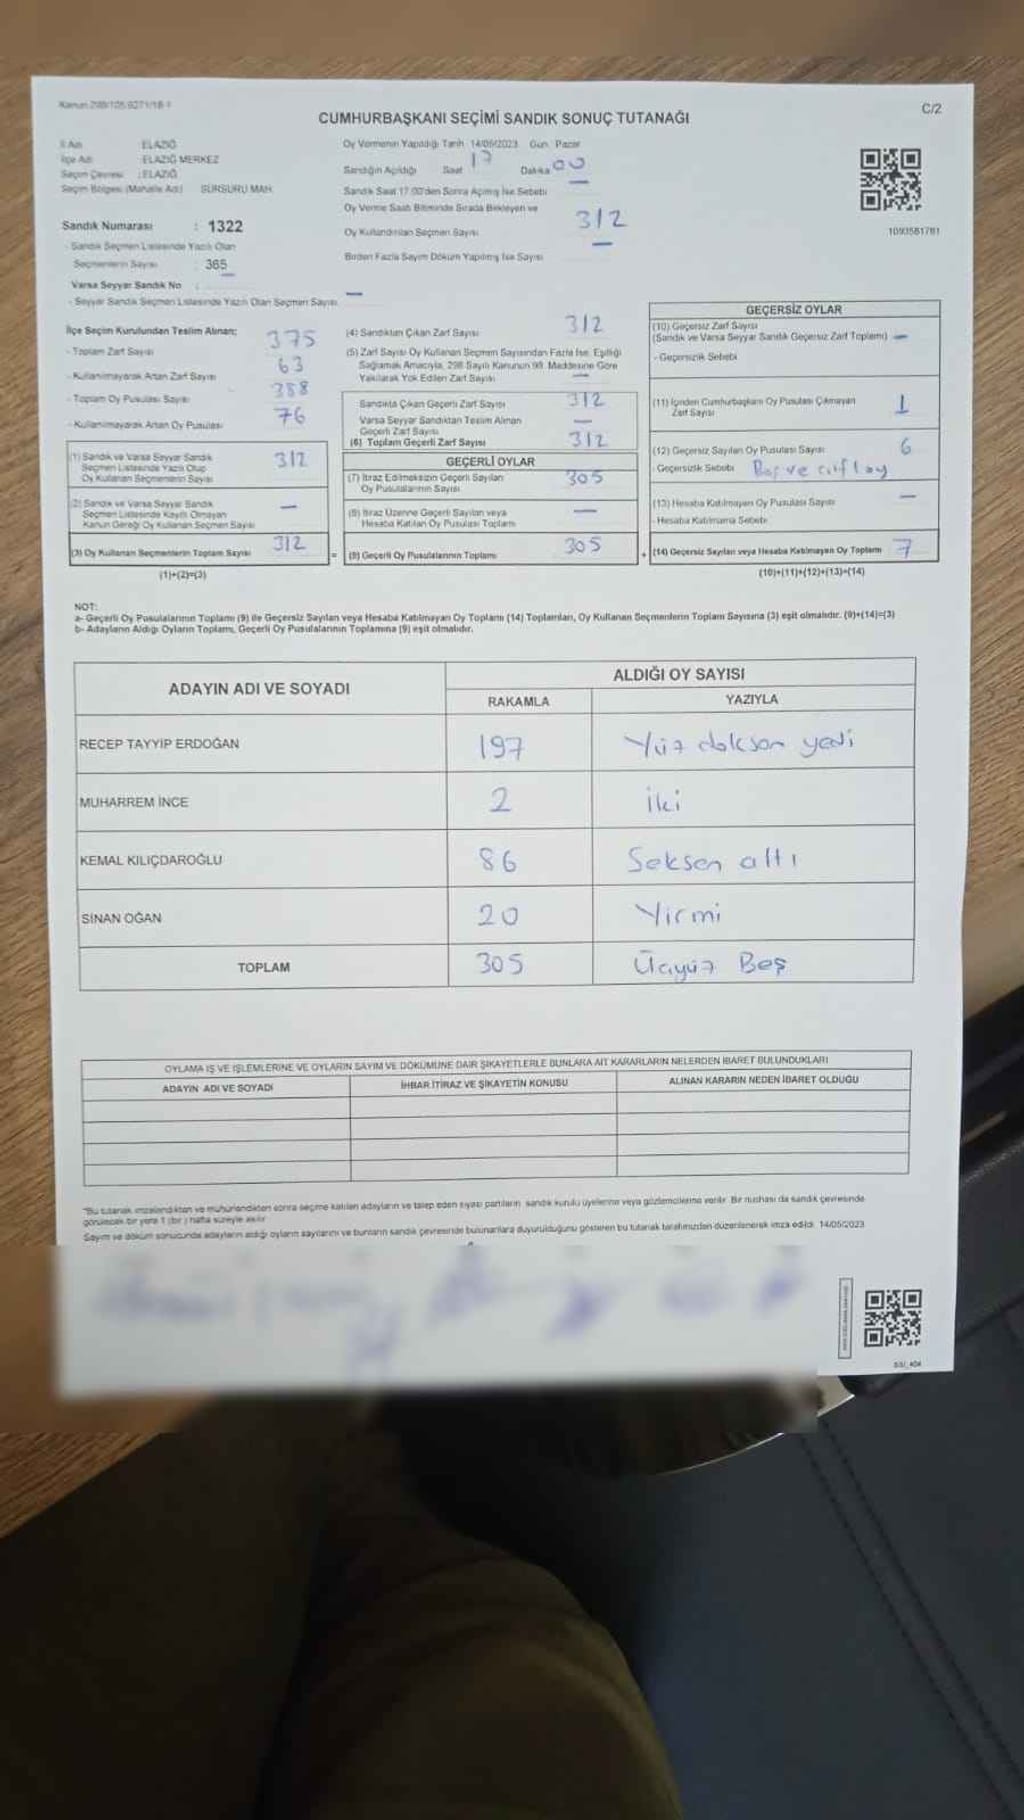 Kanun 298/105 6271/18-1
C/2
CUMHURBAŞKANI SEÇİMİ SANDIK SONUÇ TUTANAĞI
İl Adı : ELAZIĞ
İlçe Adı : ELAZIĞ MERKEZ
Seçim Çevresi : ELAZIĞ
Seçim Bölgesi (Mahalle Adı) SÜRSÜRÜ MAH.
Sandık Numarası : 1322
- Sandık Seçmen Listesinde Yazılı Olan
Seçmenlerin Sayısı : 365
Varsa Seyyar Sandık No :
- Seyyar Sandık Seçmen Listesinde Yazılı Olan Seçmen Sayısı —
Oy Vermenin Yapıldığı Tarih 14/05/2023 Gün Pazar
Sandığın Açıldığı Saat 17 Dakika 00
Sandık Saat 17.00'den Sonra Açılmış İse Sebebi —
Oy Verme Saati Bitiminde Sırada Bekleyen ve
Oy Kullandırılan Seçmen Sayısı 312
Birden Fazla Sayım Döküm Yapılmış İse Sayısı —
1093581781
İlçe Seçim Kurulundan Teslim Alınan;
- Toplam Zarf Sayısı 375
- Kullanılmayarak Artan Zarf Sayısı 63
- Toplam Oy Pusulası Sayısı 388
- Kullanılmayarak Artan Oy Pusulası 76
(1) Sandık ve Varsa Seyyar Sandık
Seçmen Listesinde Yazılı Olup
Oy Kullanan Seçmenlerin Sayısı 312
(2) Sandık ve Varsa Seyyar Sandık
Seçmen Listesinde Kayıtlı Olmayan
Kanun Gereği Oy Kullanan Seçmen Sayısı —
(3) Oy Kullanan Seçmenlerin Toplam Sayısı 312
(1)+(2)=(3)
(4) Sandıktan Çıkan Zarf Sayısı 312
(5) Zarf Sayısı Oy Kullanan Seçmen Sayısından Fazla İse, Eşitliği
Sağlamak Amacıyla, 298 Sayılı Kanunun 98. Maddesine Göre
Yakılarak Yok Edilen Zarf Sayısı —
Sandıkta Çıkan Geçerli Zarf Sayısı 312
Varsa Seyyar Sandıktan Teslim Alınan
Geçerli Zarf Sayısı —
(6) Toplam Geçerli Zarf Sayısı 312
GEÇERLİ OYLAR
(7) İtiraz Edilmeksizin Geçerli Sayılan
Oy Pusulalarının Sayısı 305
(8) İtiraz Üzerine Geçerli Sayılan veya
Hesaba Katılan Oy Pusulası Toplamı —
= (9) Geçerli Oy Pusulalarının Toplamı 305 +
GEÇERSİZ OYLAR
(10) Geçersiz Zarf Sayısı
(Sandık ve Varsa Seyyar Sandık Geçersiz Zarf Toplamı) —
- Geçersizlik Sebebi
(11) İçinden Cumhurbaşkanı Oy Pusulası Çıkmayan
Zarf Sayısı 1
(12) Geçersiz Sayılan Oy Pusulası Sayısı 6
- Geçersizlik Sebebi Boş ve çift oy
(13) Hesaba Katılmayan Oy Pusulası Sayısı —
- Hesaba Katılmama Sebebi
(14) Geçersiz Sayılan veya Hesaba Katılmayan Oy Toplamı 7
(10)+(11)+(12)+(13)=(14)
NOT:
a- Geçerli Oy Pusulalarının Toplamı (9) ile Geçersiz Sayılan veya Hesaba Katılmayan Oy Toplamı (14) Toplamları, Oy Kullanan Seçmenlerin Toplam Sayısına (3) eşit olmalıdır. (9)+(14)=(3)
b- Adayların Aldığı Oyların Toplamı, Geçerli Oy Pusulalarının Toplamına (9) eşit olmalıdır.
ADAYIN ADI VE SOYADI
ALDIĞI OY SAYISI
RAKAMLA YAZIYLA
RECEP TAYYİP ERDOĞAN 197 Yüz doksan yedi
MUHARREM İNCE 2 İki
KEMAL KILIÇDAROĞLU 86 Seksen altı
SİNAN OĞAN 20 Yirmi
TOPLAM 305 Üçyüz Beş
OYLAMA İŞ VE İŞLEMLERİNE VE OYLARIN SAYIM VE DÖKÜMÜNE DAİR ŞİKAYETLERLE BUNLARA AİT KARARLARIN NELERDEN İBARET BULUNDUKLARI
ADAYIN ADI VE SOYADI İHBAR İTİRAZ VE ŞİKAYETİN KONUSU ALINAN KARARIN NEDEN İBARET OLDUĞU
"Bu tutanak imzalandıktan ve mühürlendikten sonra seçime katılan adayların ve talep eden siyasi partilerin sandık kurulu üyelerine veya gözlemcilerine verilir. Bir nüshası da sandık çevresinde
görülecek bir yere 1 (bir) hafta süreyle asılır
Sayım ve döküm sonucunda adayların aldığı oyların sayılarını ve bunların sandık çevresinde bulunanlara duyurulduğunu gösteren bu tutanak tarafımızdan düzenlenerek imza edildi. 14/05/2023